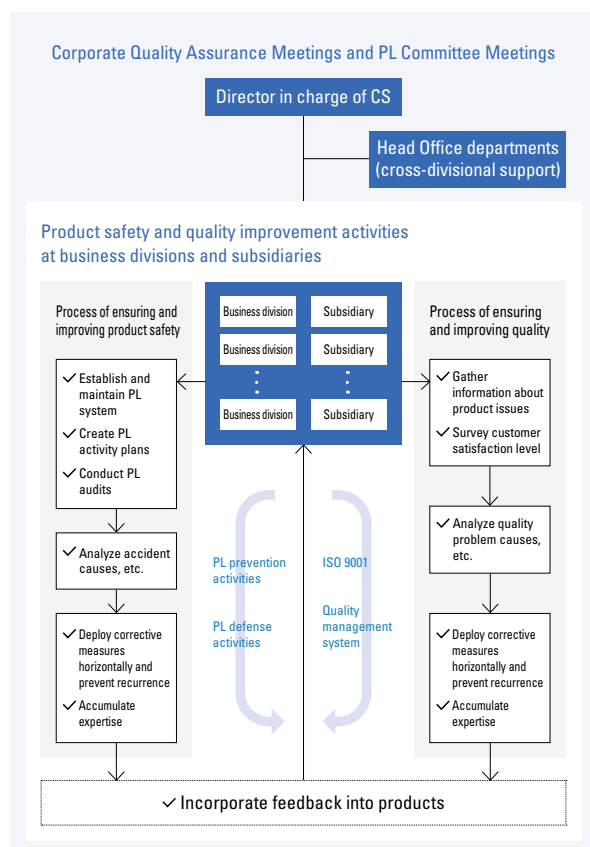 Corporate Quality Assurance Meetings and PL Committee Meetings
Director in charge of CS
Head Office departments
(cross-divisional support)
Product safety and quality improvement activities
at business divisions and subsidiaries
Process of ensuring and
improving product safety
✓ Establish and
maintain PL
system
✓ Create PL
activity plans
✓ Conduct PL
audits
✓ Analyze accident
causes, etc.
✓ Deploy corrective
measures
horizontally and
prevent recurrence
✓ Accumulate
expertise
Business division
Subsidiary
Business division
Subsidiary
Business division
Subsidiary
PL prevention
activities
PL defense
activities
ISO 9001
Quality
management
system
Process of ensuring
and improving quality
✓ Gather
information about
product issues
✓ Survey customer
satisfaction level
✓ Analyze quality
problem causes,
etc.
✓ Deploy corrective
measures
horizontally and
prevent recurrence
✓ Accumulate
expertise
✓ Incorporate feedback into products